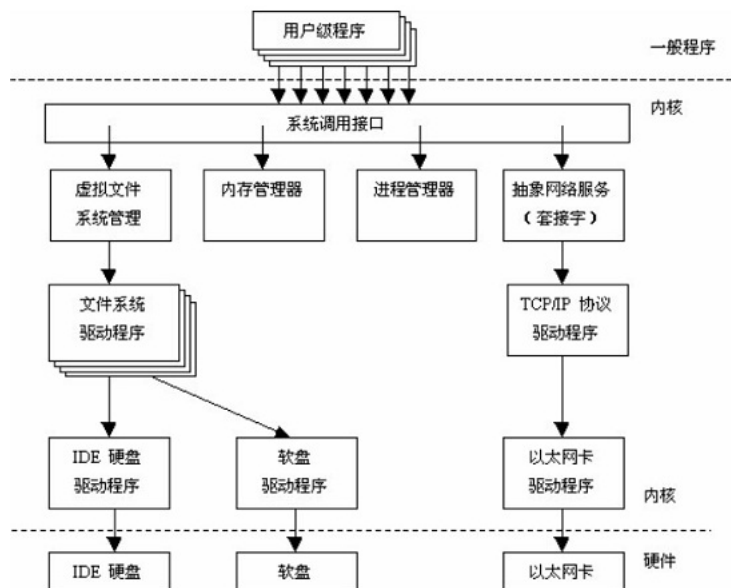 用户级程序
一般程序
内核
系统调用接口
虚拟文件
系统管理
内存管理器
进程管理器
抽象网络服务
（套接字）
文件系统
驱动程序
TCP/IP 协议
驱动程序
IDE 硬盘
驱动程序
软盘
驱动程序
以太网卡
驱动程序
内核
硬件
IDE 硬盘
软盘
以太网卡